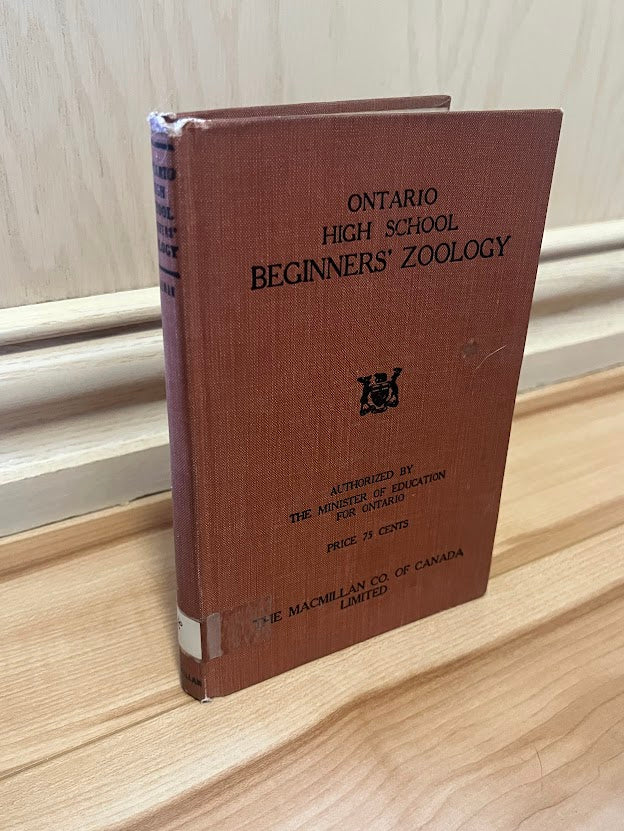 ONTARIO
HIGH SCHOOL
BEGINNERS' ZOOLOGY
AUTHORIZED BY
THE MINISTER OF EDUCATION
FOR ONTARIO
PRICE 75 CENTS
THE MACMILLAN CO. OF CANADA
LIMITED